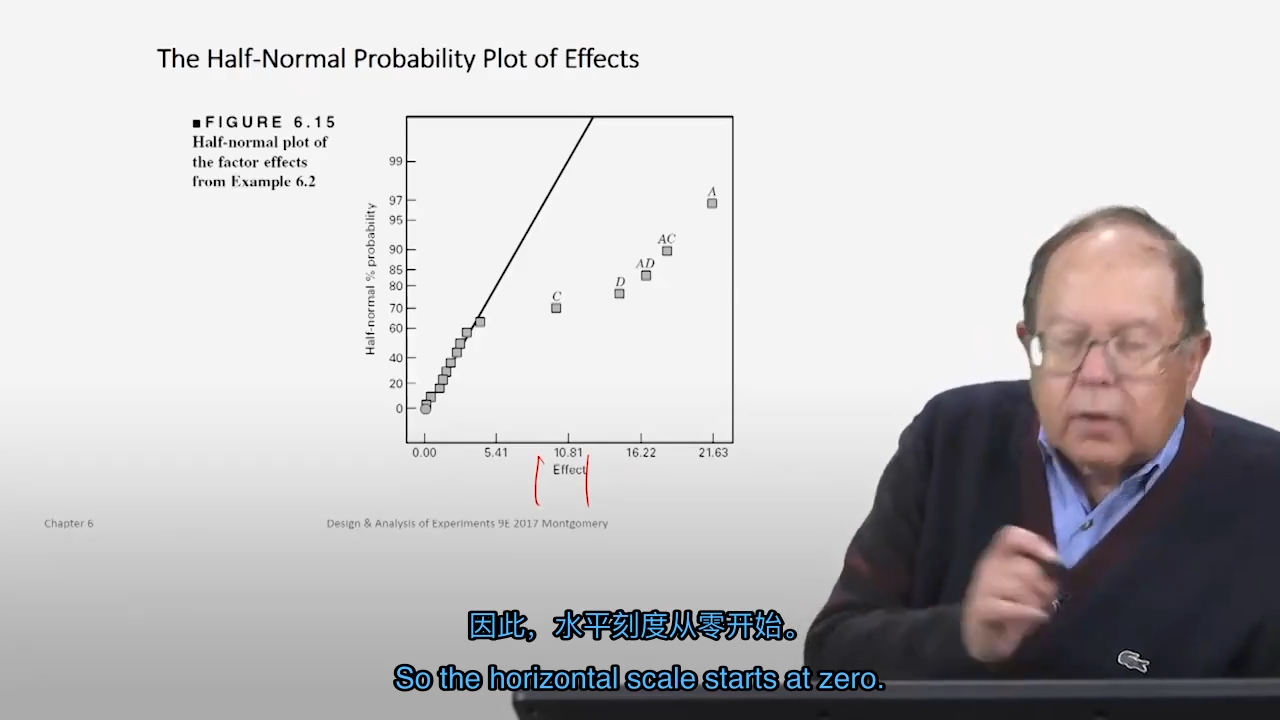 The Half-Normal Probability Plot of Effects
■ FIGURE 6.15
Half-normal plot of
the factor effects
from Example 6.2
Half-normal % probability
99
97
95
90
85
80
70
60
40
20
0
A
AC
AD
D
C
0.00 5.41 10.81 16.22 21.63
Effect
Chapter 6
Design & Analysis of Experiments 9E 2017 Montgomery
因此，水平刻度从零开始。
So the horizontal scale starts at zero.